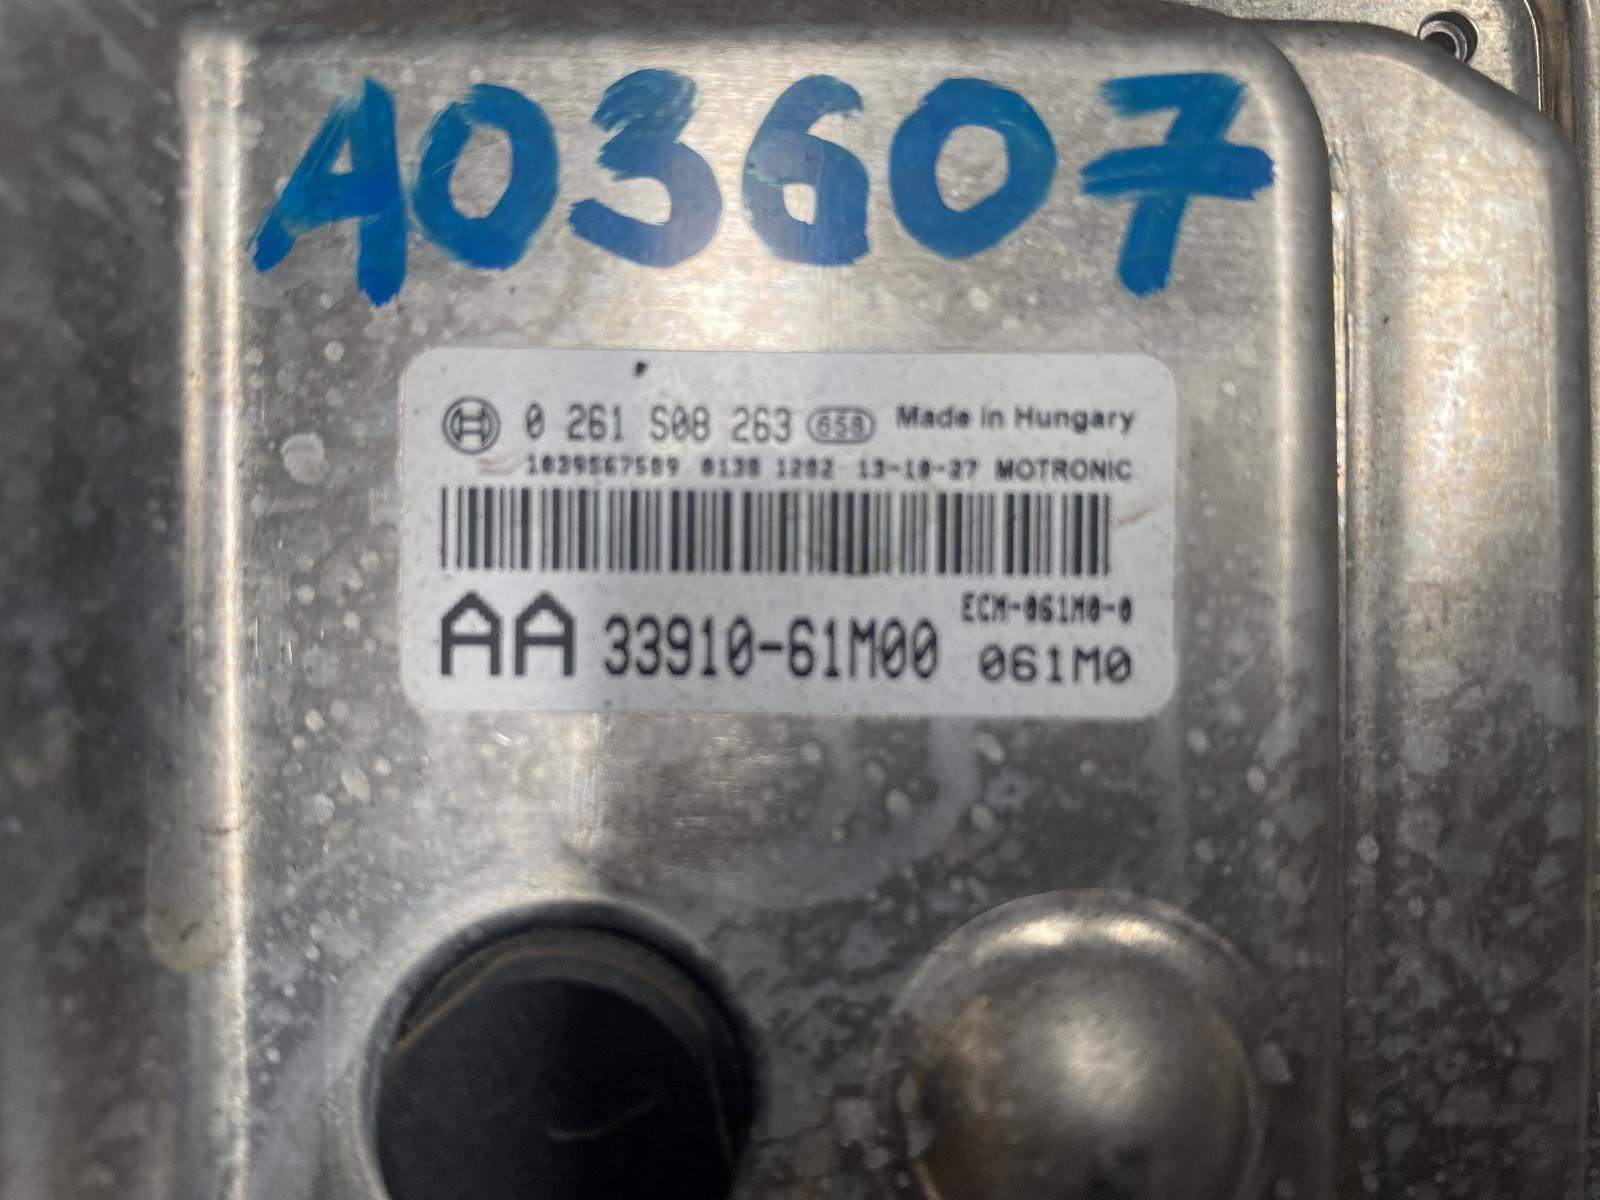 A03607
0 261 S08 263 658 Made in Hungary
1039S67589 0138 1282 13-10-27 MOTRONIC
ECM-061M0-0
AA 33910-61M00 061M0